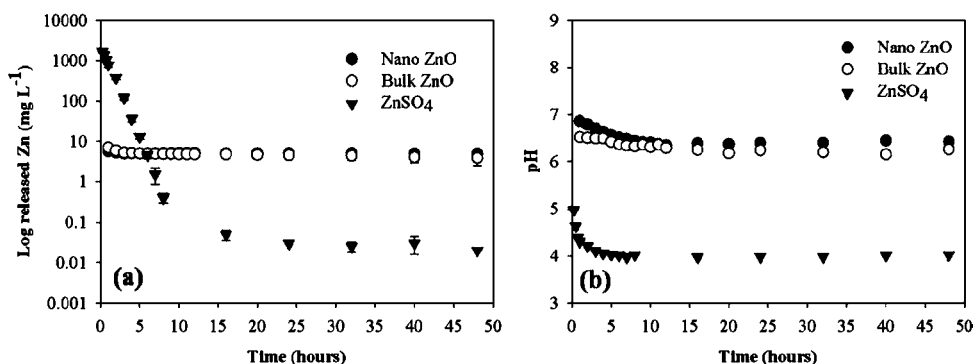 Log released Zn (mg L⁻¹)
10000
1000
100
10
1
0.1
0.01
0.001
0 5 10 15 20 25 30 35 40 45 50
Time (hours)
Nano ZnO
Bulk ZnO
ZnSO₄
(a)
pH
9
8
7
6
5
4
3
0 5 10 15 20 25 30 35 40 45 50
Time (hours)
Nano ZnO
Bulk ZnO
ZnSO₄
(b)